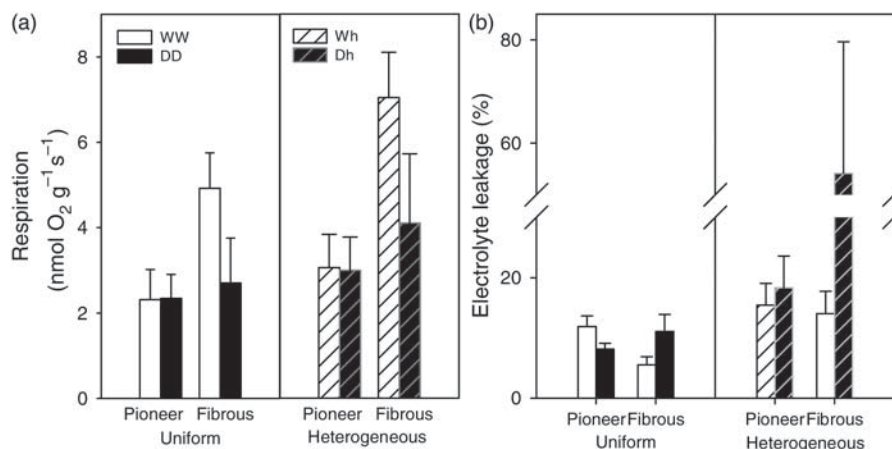 (a)
WW
DD
Wh
Dh
Respiration
(nmol O₂ g⁻¹ s⁻¹)
8
6
4
2
0
Pioneer Fibrous Pioneer Fibrous
Uniform Heterogeneous
(b)
Electrolyte leakage (%)
80
60
20
0
Pioneer Fibrous Pioneer Fibrous
Uniform Heterogeneous